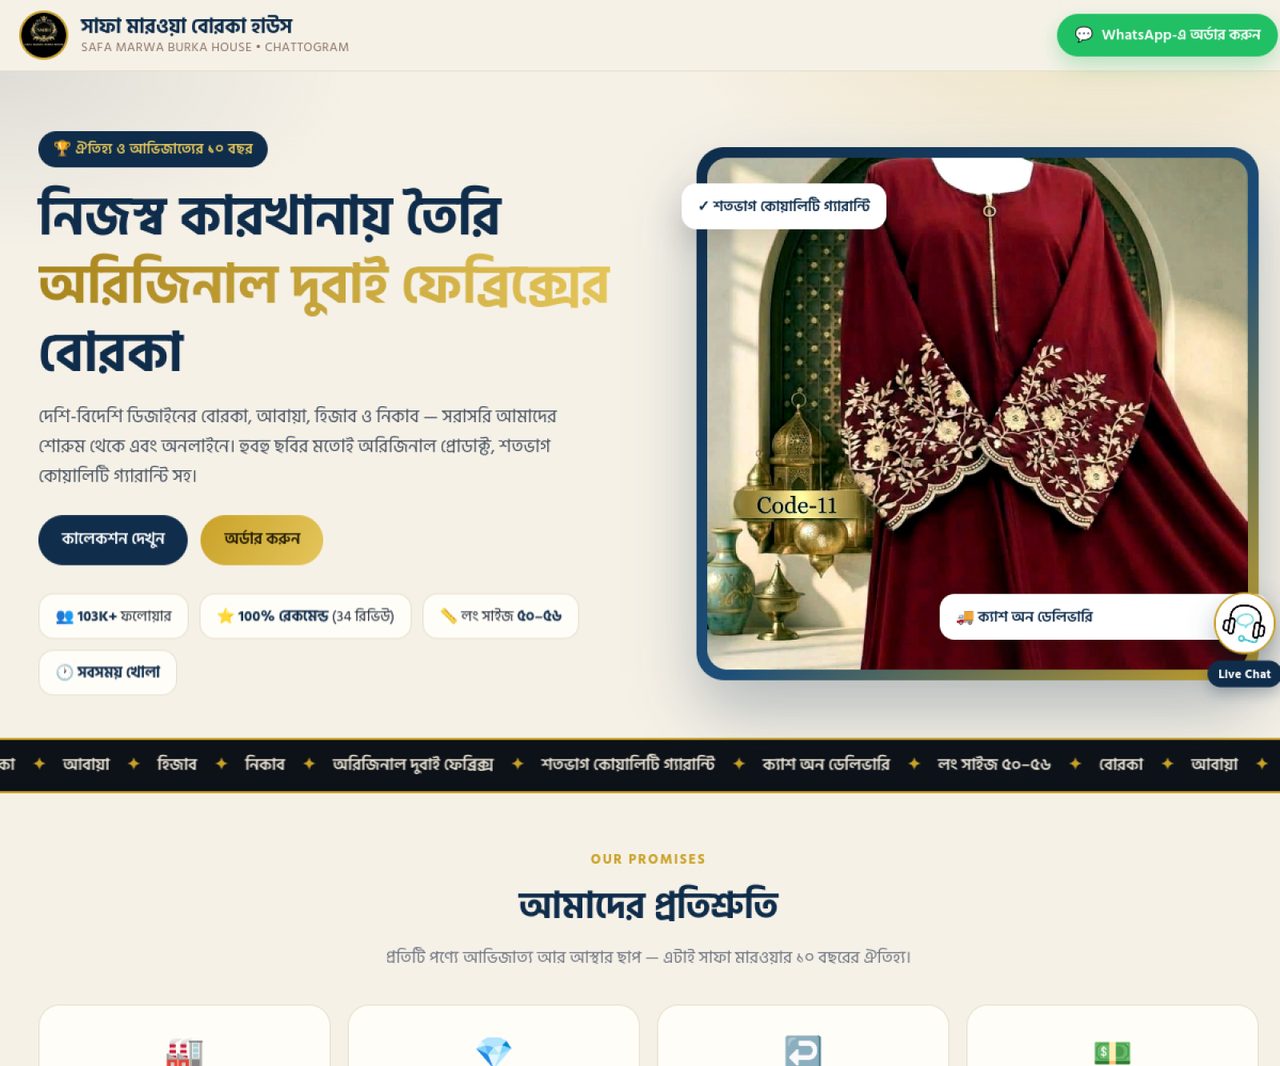 সাফা মারওয়া বোরকা হাউস
SAFA MARWA BURKA HOUSE • CHATTOGRAM
💬 WhatsApp-এ অর্ডার করুন
🏆 ঐতিহ্য ও আভিজাত্যের ১০ বছর
নিজস্ব কারখানায় তৈরি
অরিজিনাল দুবাই ফেব্রিক্সের
বোরকা
দেশি-বিদেশি ডিজাইনের বোরকা, আবায়া, হিজাব ও নিকাব — সরাসরি আমাদের
শোরুম থেকে এবং অনলাইনে। হুবহু ছবির মতোই অরিজিনাল প্রোডাক্ট, শতভাগ
কোয়ালিটি গ্যারান্টি সহ।
কালেকশন দেখুন
অর্ডার করুন
👥 103K+ ফলোয়ার
⭐ 100% রেকমেন্ড (34 রিভিউ)
📏 লং সাইজ ৫০–৫৬
🕐 সবসময় খোলা
✓ শতভাগ কোয়ালিটি গ্যারান্টি
Code-11
🚚 ক্যাশ অন ডেলিভারি
Live Chat
কা ✦ আবায়া ✦ হিজাব ✦ নিকাব ✦ অরিজিনাল দুবাই ফেব্রিক্স ✦ শতভাগ কোয়ালিটি গ্যারান্টি ✦ ক্যাশ অন ডেলিভারি ✦ লং সাইজ ৫০–৫৬ ✦ বোরকা ✦ আবায়া ✦
OUR PROMISES
আমাদের প্রতিশ্রুতি
প্রতিটি পণ্যে আভিজাত্য আর আস্থার ছাপ — এটাই সাফা মারওয়ার ১০ বছরের ঐতিহ্য।